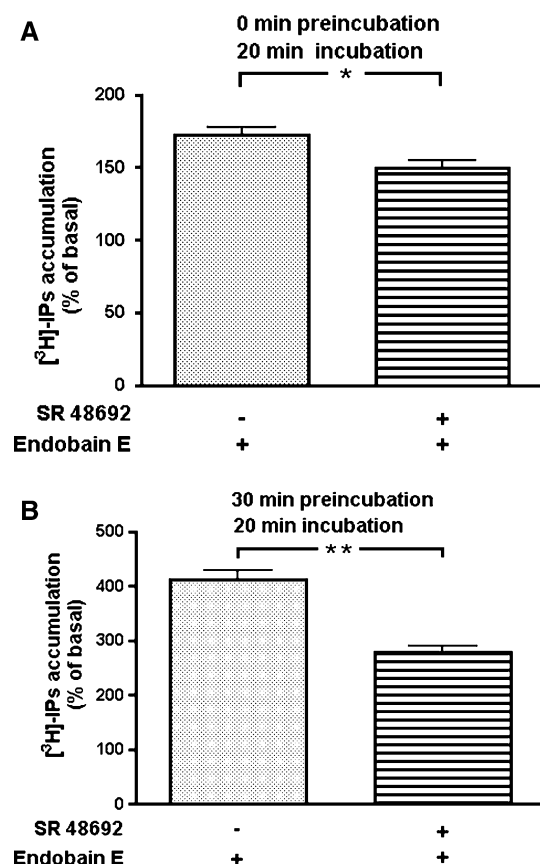 A
0 min preincubation
20 min incubation
*
200
150
100
50
0
[³H]-IPs accumulation
(% of basal)
SR 48692 - +
Endobain E + +
B
30 min preincubation
20 min incubation
**
500
400
300
200
100
0
[³H]-IPs accumulation
(% of basal)
SR 48692 - +
Endobain E + +